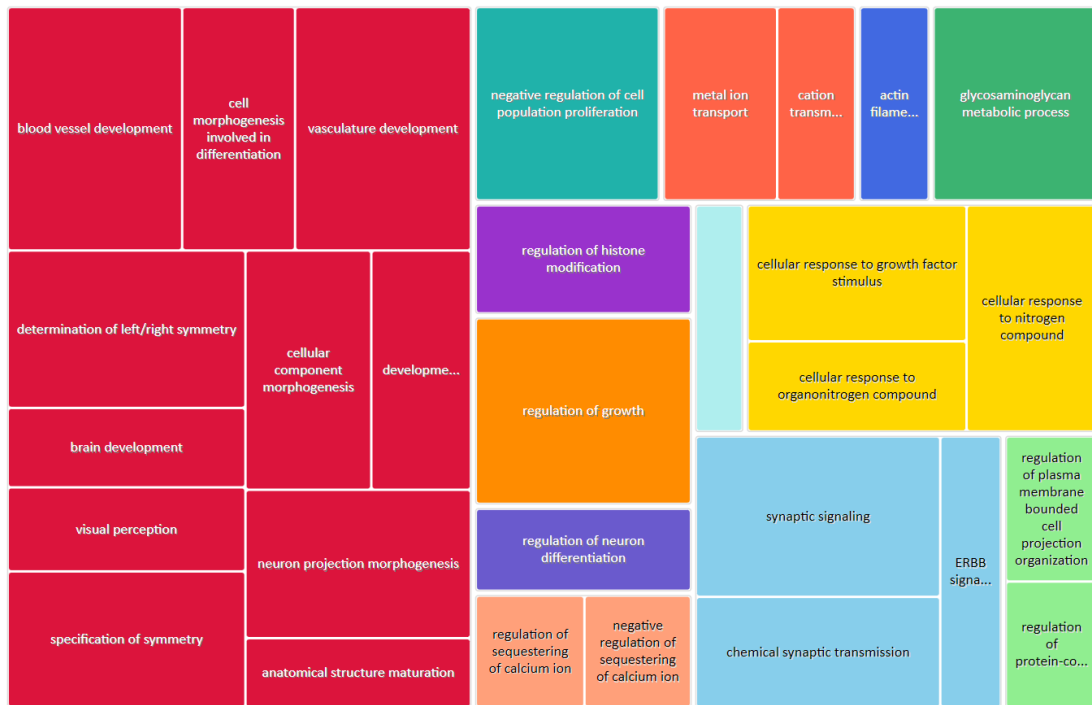 blood vessel development
cell
morphogenesis
involved in
differentiation
vasculature development
determination of left/right symmetry
cellular
component
morphogenesis
developme...
brain development
visual perception
neuron projection morphogenesis
specification of symmetry
anatomical structure maturation
negative regulation of cell
population proliferation
metal ion
transport
cation
transm...
actin
filame...
glycosaminoglycan
metabolic process
regulation of histone
modification
regulation of growth
regulation of neuron
differentiation
regulation of
sequestering
of calcium ion
negative
regulation of
sequestering
of calcium ion
cellular response to growth factor
stimulus
cellular response to
organonitrogen compound
cellular response
to nitrogen
compound
synaptic signaling
chemical synaptic transmission
ERBB
signa...
regulation
of plasma
membrane
bounded
cell
projection
organization
regulation
of
protein-co...